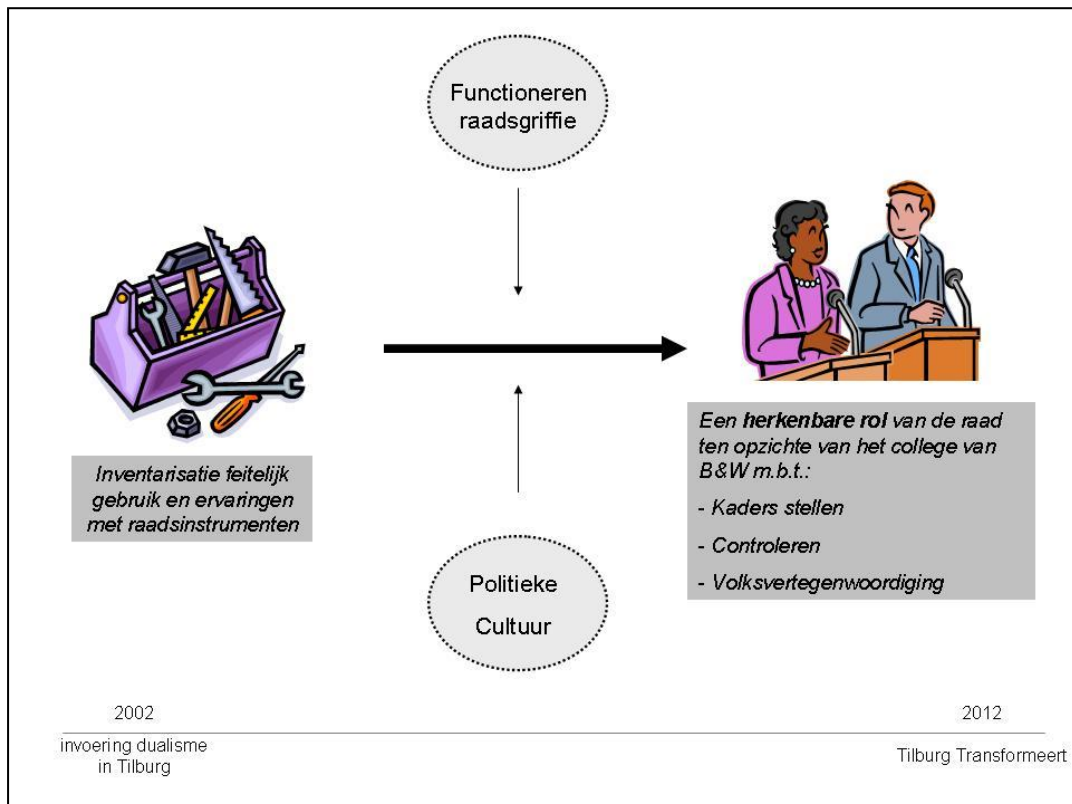 Functioneren
raadsgriffie
Inventarisatie feitelijk
gebruik en ervaringen
met raadsinstrumenten
Een herkenbare rol van de raad
ten opzichte van het college van
B&W m.b.t.:
- Kaders stellen
- Controleren
- Volksvertegenwoordiging
Politieke
Cultuur
2002
invoering dualisme
in Tilburg
2012
Tilburg Transformeert